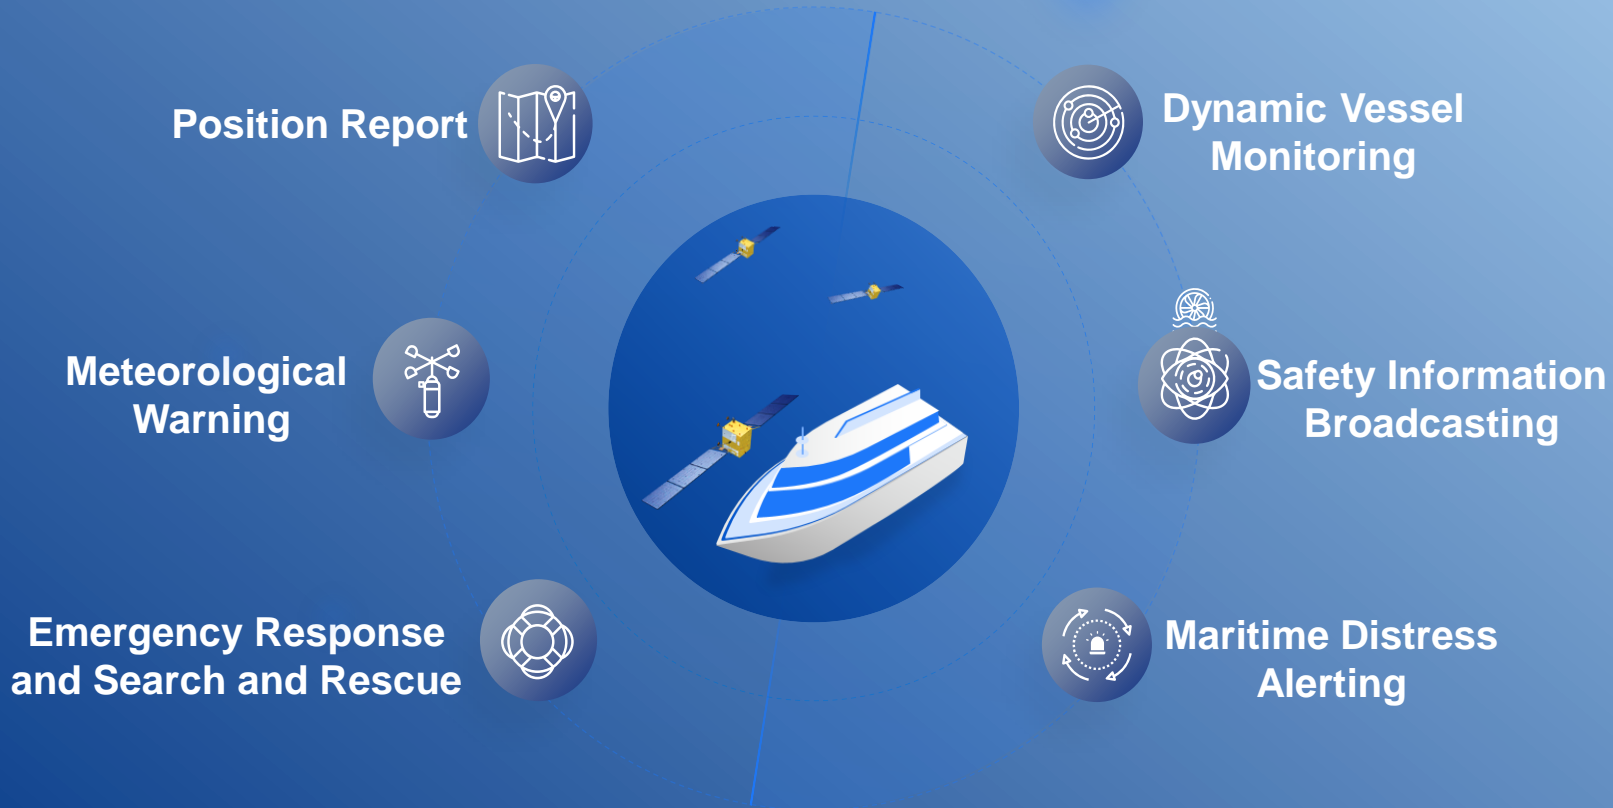 Position Report
Dynamic Vessel
Monitoring
Meteorological
Warning
Safety Information
Broadcasting
Emergency Response
and Search and Rescue
Maritime Distress
Alerting